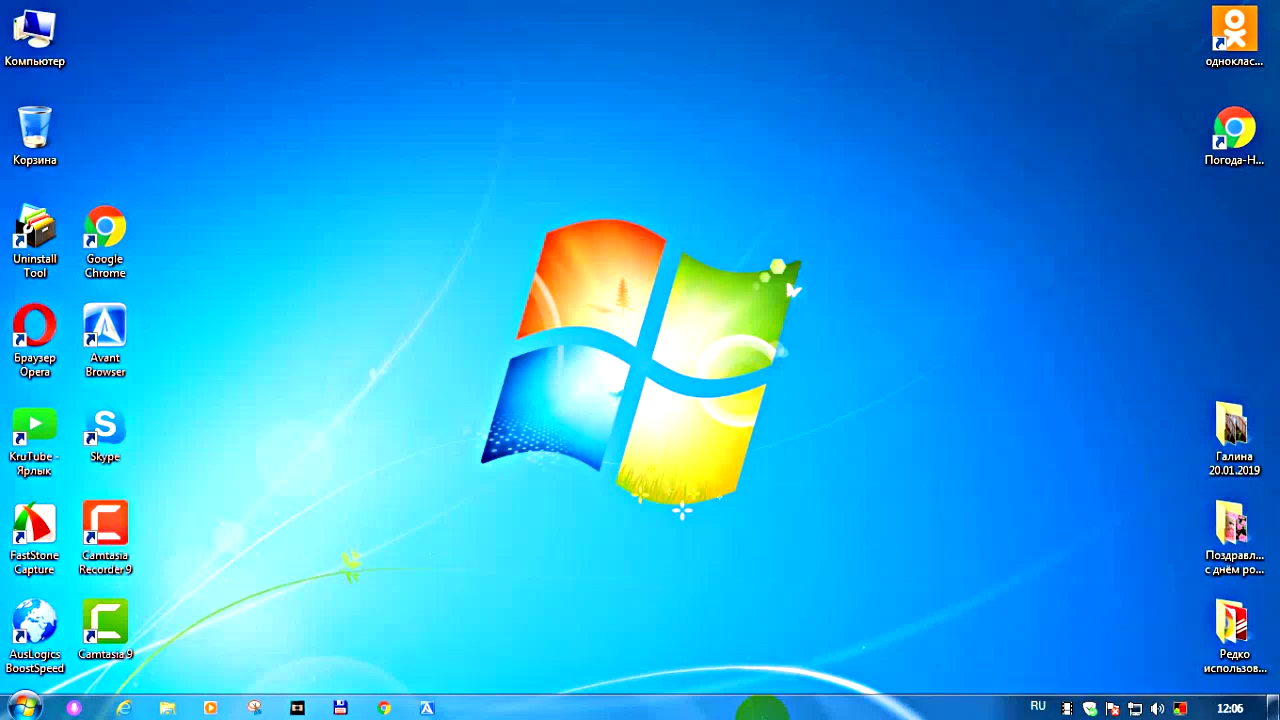 Компьютер
Корзина
Uninstall
Tool
Google
Chrome
Браузер
Opera
Avant
Browser
KruTube -
Ярлык
Skype
FastStone
Capture
Camtasia
Recorder 9
AusLogics
BoostSpeed
Camtasia 9
одноклас...
Погода-Н...
Галина
20.01.2019
Поздравл...
с днём ро...
Редко
использов...
RU
12:06